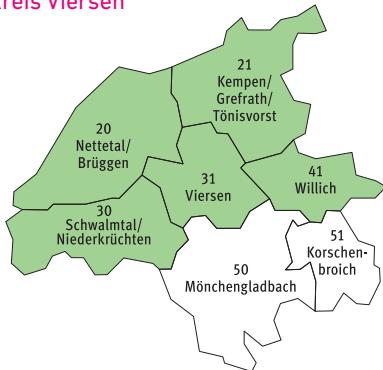 Kreis Viersen
21
Kempen/
Grefrath/
Tönisvorst
20
Nettetal/
Brüggen
31
Viersen
41
Willich
30
Schwalmtal/
Niederkrüchten
51
Korschen-
broich
50
Mönchengladbach